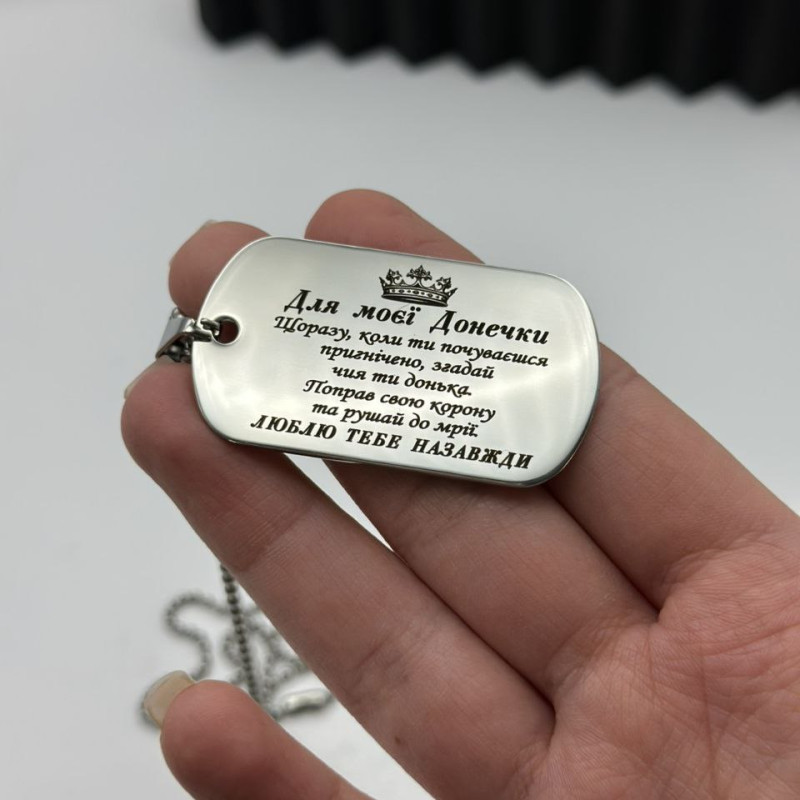 Для моєї Донечки
Щоразу, коли ти почуваєшся
пригнічено, згадай
чия ти донька.
Поправ свою корону
та рушай до мрії.
ЛЮБЛЮ ТЕБЕ НАЗАВЖДИ